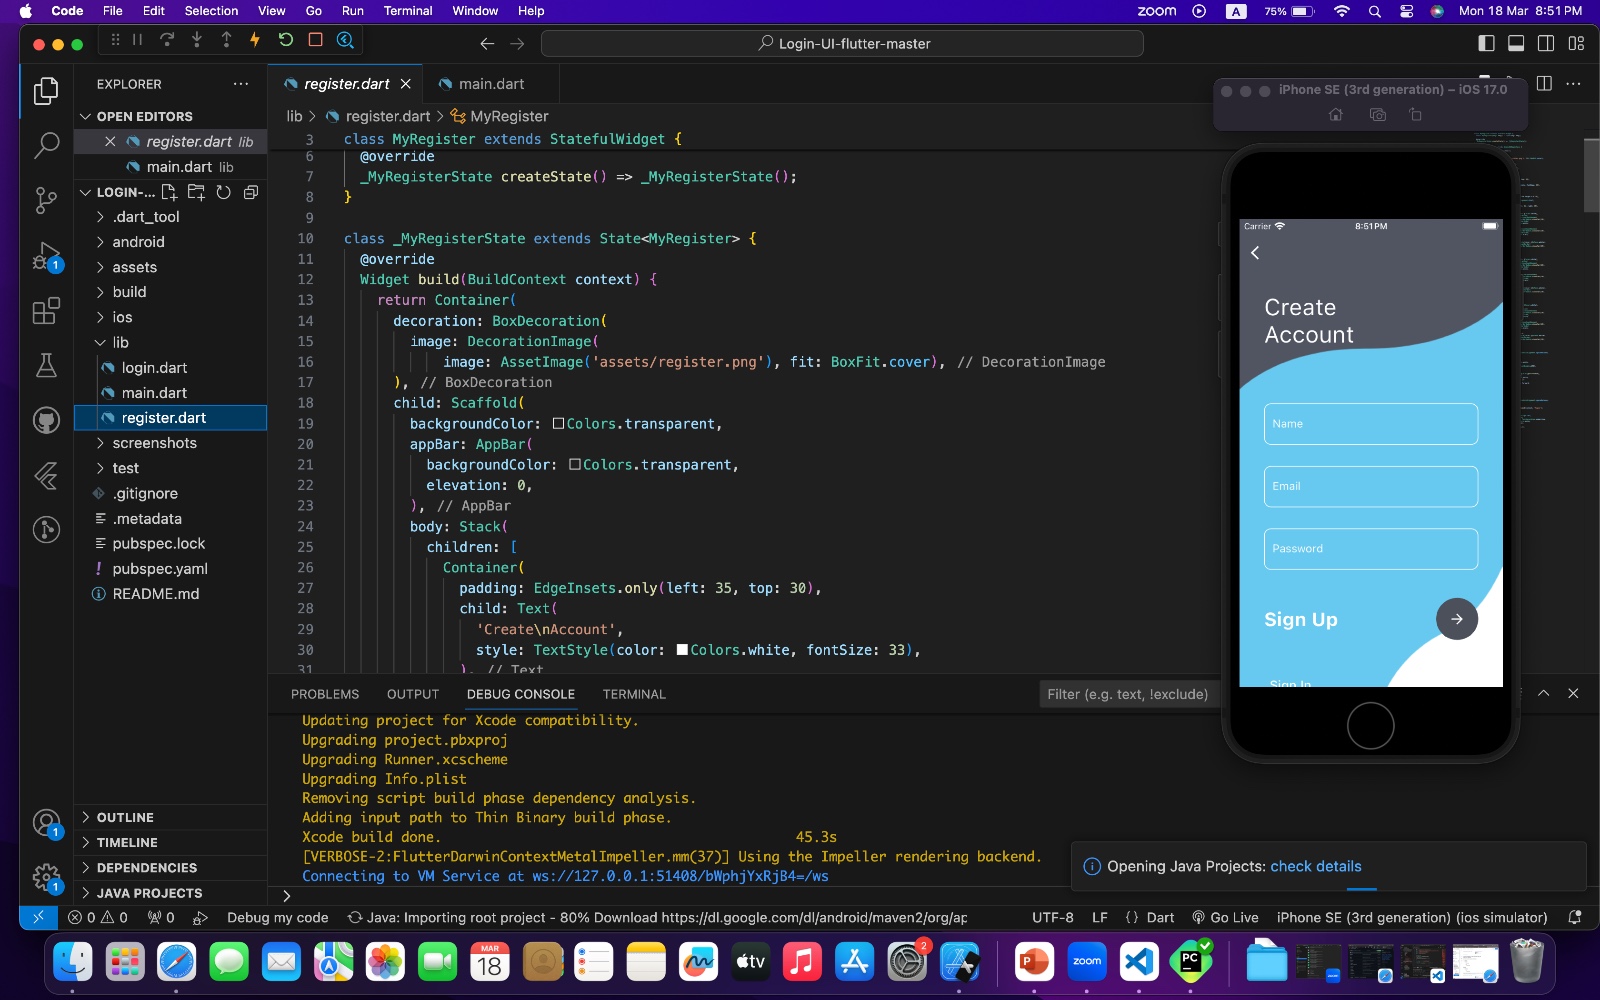 Code File Edit Selection View Go Run Terminal Window Help
zoom A 75% Mon 18 Mar 8:51 PM
Login-UI-flutter-master
EXPLORER
OPEN EDITORS
register.dart lib
main.dart lib
LOGIN-...
.dart_tool
android
assets
build
ios
lib
login.dart
main.dart
register.dart
screenshots
test
.gitignore
.metadata
pubspec.lock
pubspec.yaml
README.md
OUTLINE
TIMELINE
DEPENDENCIES
JAVA PROJECTS
1
1
1
register.dart main.dart
lib > register.dart > MyRegister
3 class MyRegister extends StatefulWidget {
6 @override
7 _MyRegisterState createState() => _MyRegisterState();
8 }
9
10 class _MyRegisterState extends State<MyRegister> {
11 @override
12 Widget build(BuildContext context) {
13 return Container(
14 decoration: BoxDecoration(
15 image: DecorationImage(
16 image: AssetImage('assets/register.png'), fit: BoxFit.cover), // DecorationImage
17 ), // BoxDecoration
18 child: Scaffold(
19 backgroundColor: Colors.transparent,
20 appBar: AppBar(
21 backgroundColor: Colors.transparent,
22 elevation: 0,
23 ), // AppBar
24 body: Stack(
25 children: [
26 Container(
27 padding: EdgeInsets.only(left: 35, top: 30),
28 child: Text(
29 'Create\nAccount',
30 style: TextStyle(color: Colors.white, fontSize: 33),
31 ), // Text
PROBLEMS OUTPUT DEBUG CONSOLE TERMINAL
Filter (e.g. text, !exclude)
Updating project for Xcode compatibility.
Upgrading project.pbxproj
Upgrading Runner.xcscheme
Upgrading Info.plist
Removing script build phase dependency analysis.
Adding input path to Thin Binary build phase.
Xcode build done. 45.3s
[VERBOSE-2:FlutterDarwinContextMetalImpeller.mm(37)] Using the Impeller rendering backend.
Connecting to VM Service at ws://127.0.0.1:51408/bWphjYxRjB4=/ws
>
iPhone SE (3rd generation) – iOS 17.0
Carrier 8:51 PM
Create
Account
Name
Email
Password
Sign Up
Sign In
Opening Java Projects: check details
0 0 0 Debug my code Java: Importing root project - 80% Download https://dl.google.com/dl/android/maven2/org/ap
UTF-8 LF {} Dart Go Live iPhone SE (3rd generation) (ios simulator)
MAR
18
tv
2
P
zoom
PC